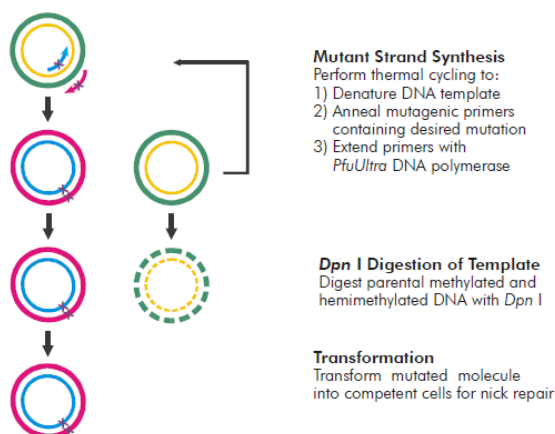 Mutant Strand Synthesis
Perform thermal cycling to:
1) Denature DNA template
2) Anneal mutagenic primers
containing desired mutation
3) Extend primers with
PfuUltra DNA polymerase
Dpn I Digestion of Template
Digest parental methylated and
hemimethylated DNA with Dpn I
Transformation
Transform mutated molecule
into competent cells for nick repair